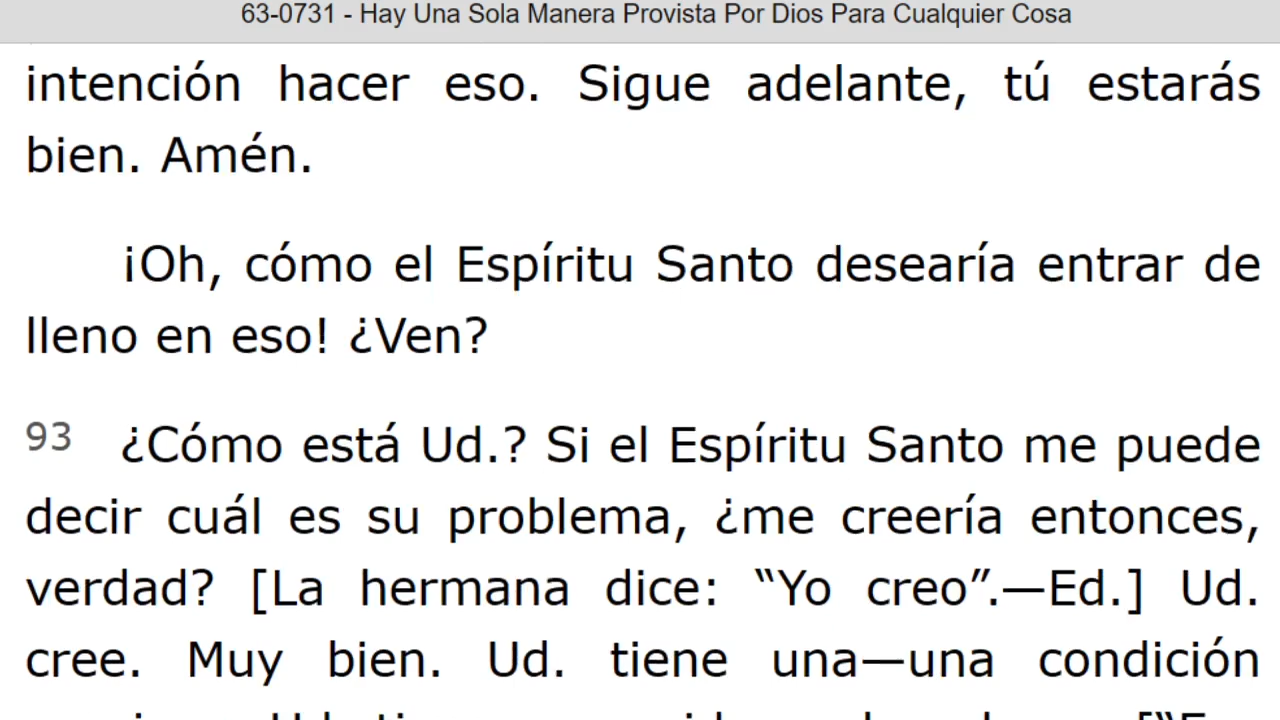 63-0731 - Hay Una Sola Manera Provista Por Dios Para Cualquier Cosa
intención hacer eso. Sigue adelante, tú estarás
bien. Amén.
¡Oh, cómo el Espíritu Santo desearía entrar de
lleno en eso! ¿Ven?
93 ¿Cómo está Ud.? Si el Espíritu Santo me puede
decir cuál es su problema, ¿me creería entonces,
verdad? [La hermana dice: “Yo creo”.—Ed.] Ud.
cree. Muy bien. Ud. tiene una—una condición